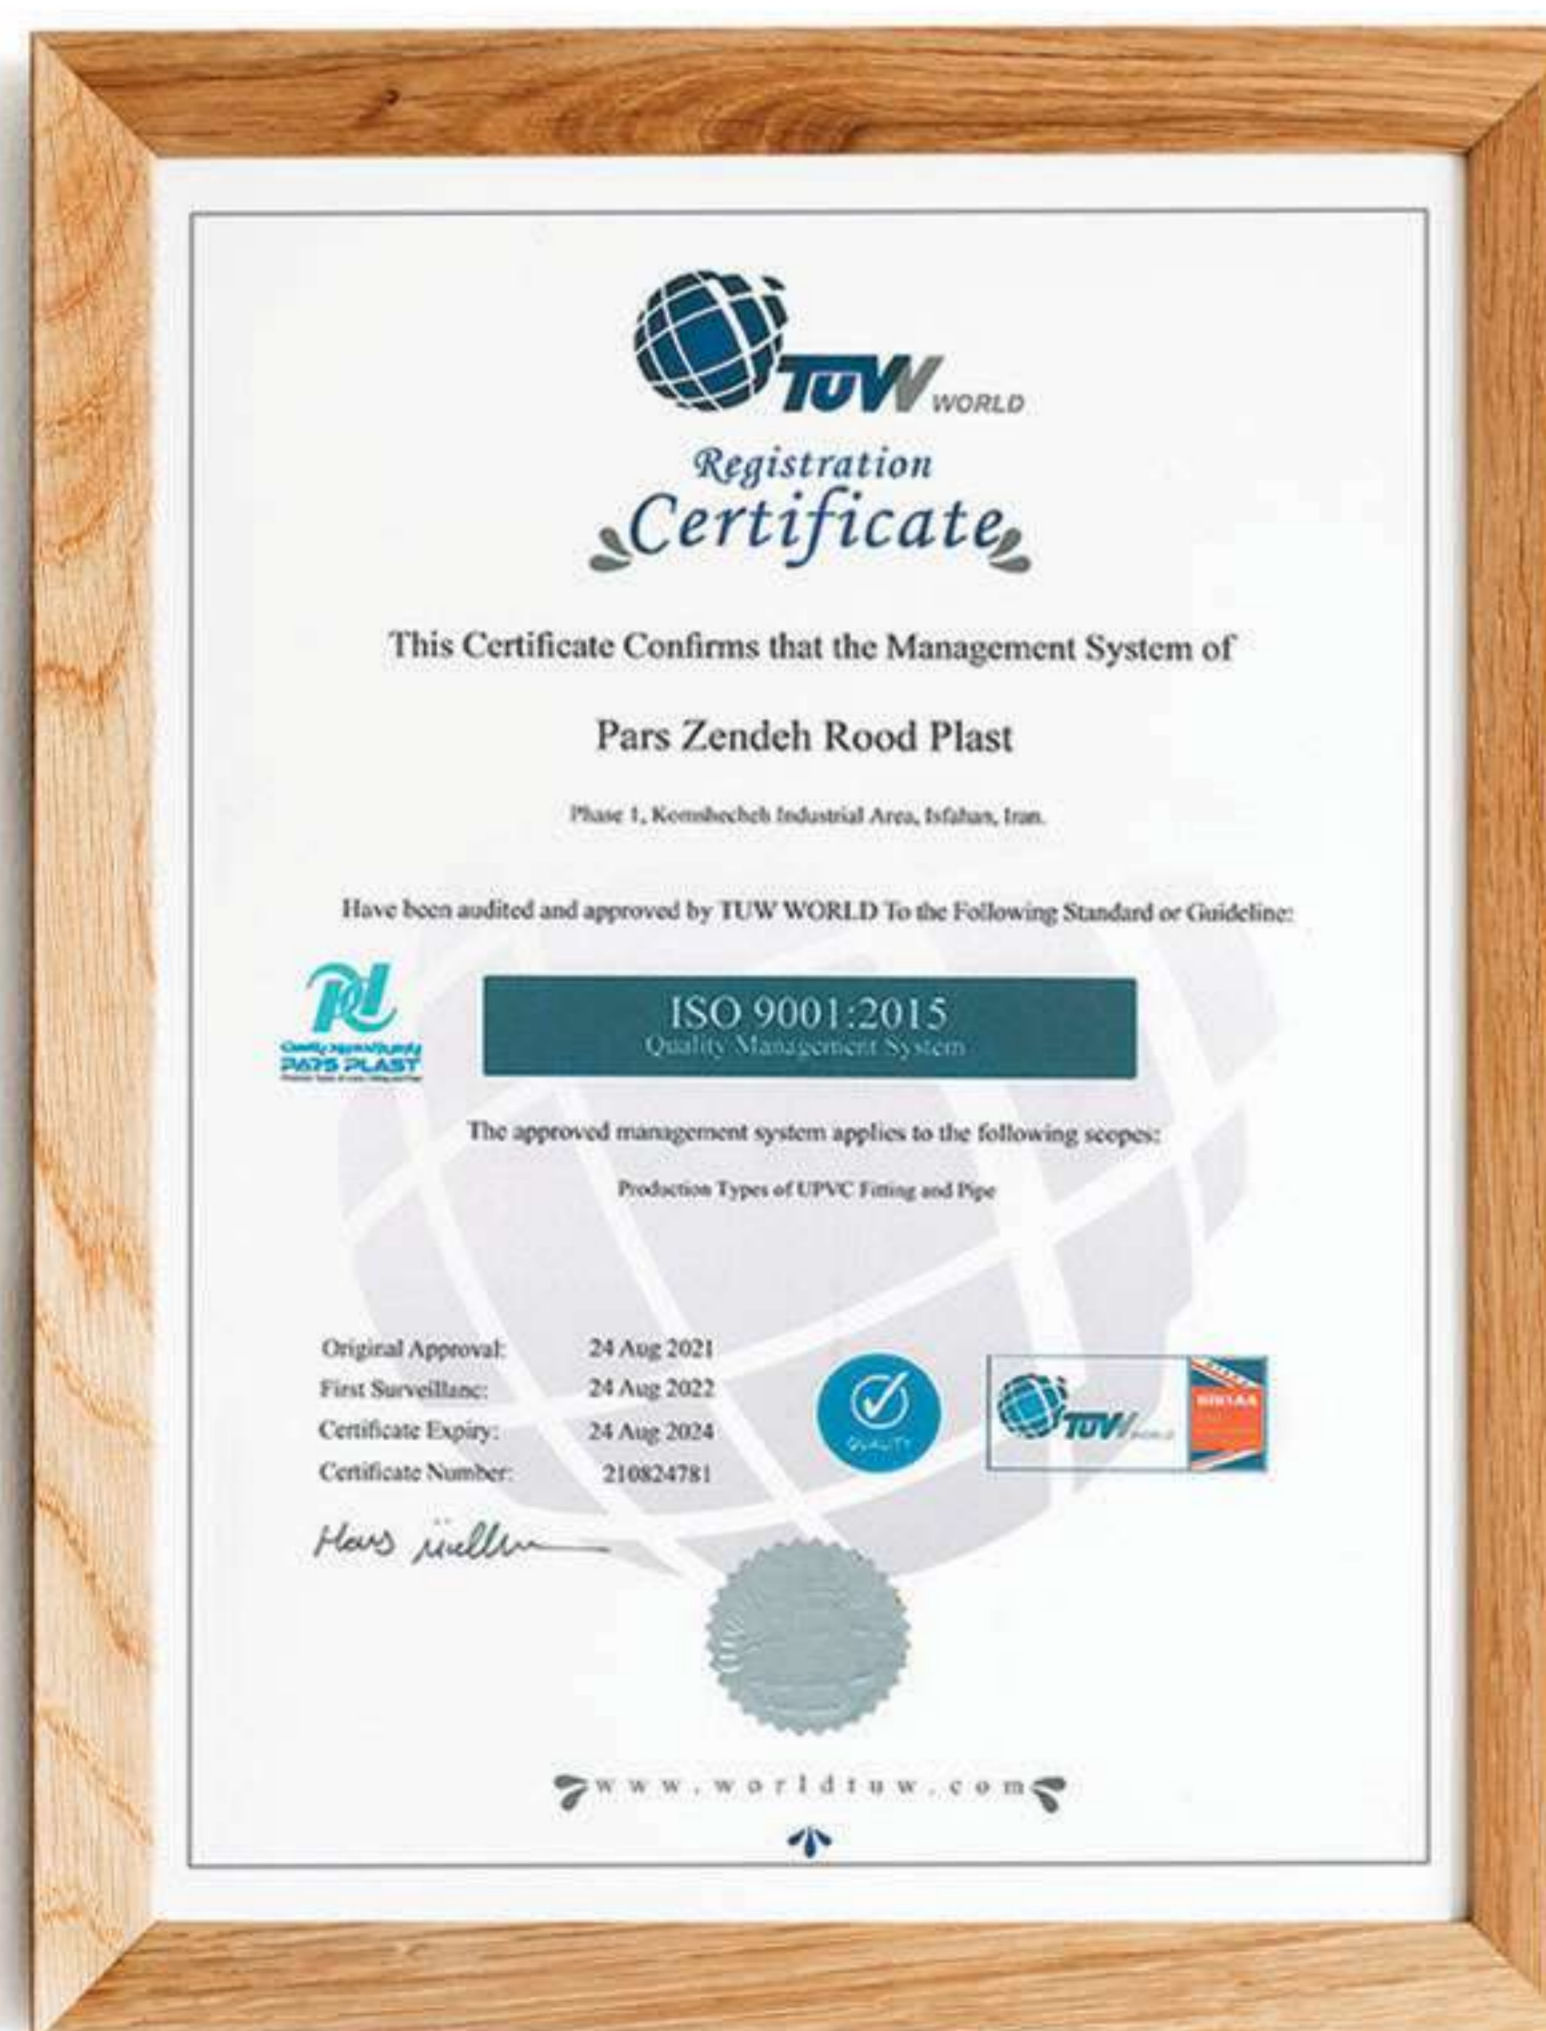 TUW WORLD
Registration
Certificate
This Certificate Confirms that the Management System of
Pars Zendeh Rood Plast
Phase 1, Komshecheh Industrial Area, Isfahan, Iran.
Have been audited and approved by TUW WORLD To the Following Standard or Guideline:
PARS PLAST
ISO 9001:2015
Quality Management System
The approved management system applies to the following scopes:
Production Types of UPVC Fitting and Pipe
Original Approval: 24 Aug 2021
First Surveillanc: 24 Aug 2022
Certificate Expiry: 24 Aug 2024
Certificate Number: 210824781
QUALITY
TUW WORLD
www.worldtuw.com